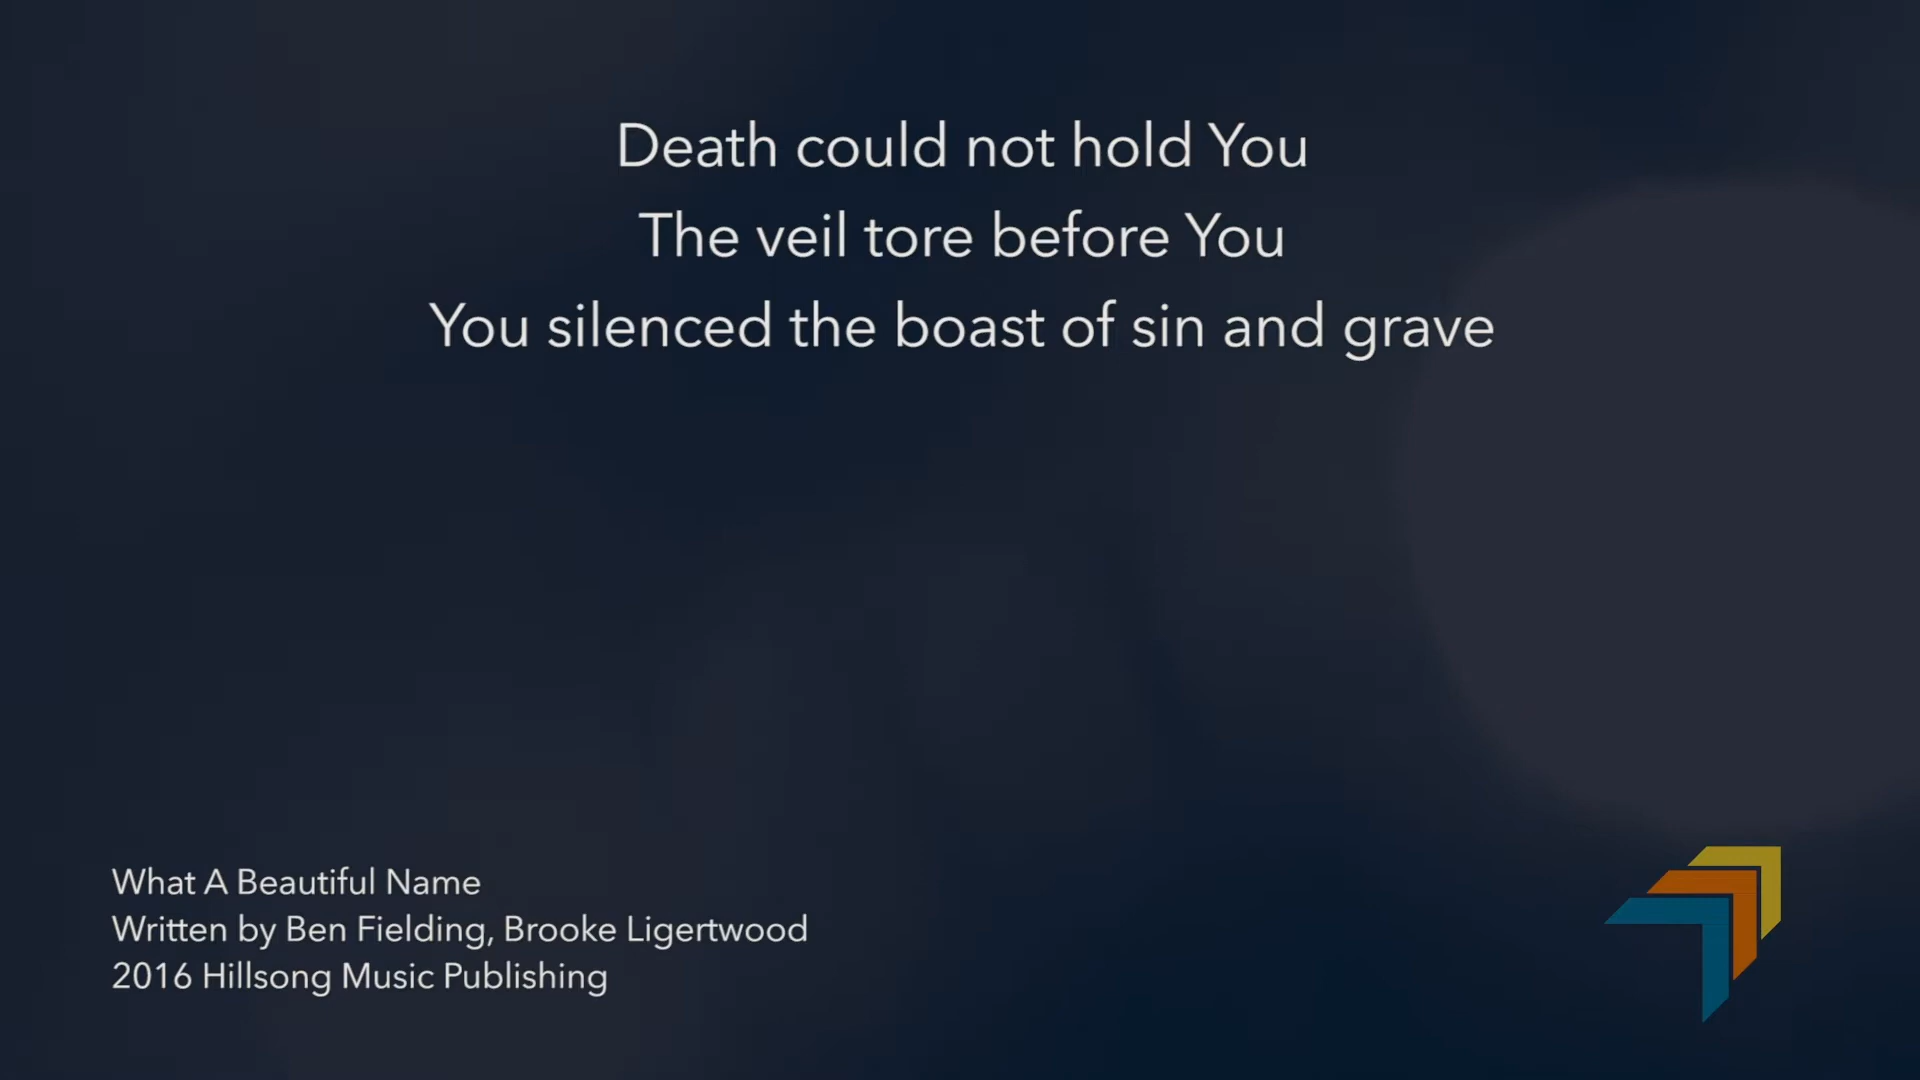 Death could not hold You
The veil tore before You
You silenced the boast of sin and grave
What A Beautiful Name
Written by Ben Fielding, Brooke Ligertwood
2016 Hillsong Music Publishing